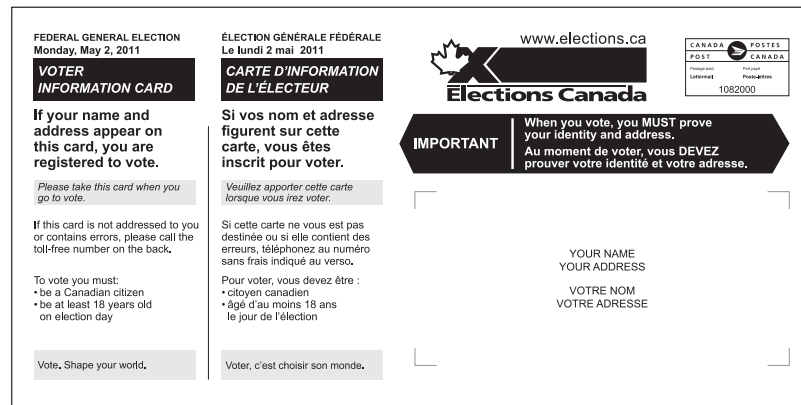 FEDERAL GENERAL ELECTION
Monday, May 2, 2011
VOTER
INFORMATION CARD
If your name and
address appear on
this card, you are
registered to vote.
Please take this card when you
go to vote.
If this card is not addressed to you
or contains errors, please call the
toll-free number on the back.
To vote you must:
• be a Canadian citizen
• be at least 18 years old
on election day
Vote. Shape your world.
ÉLECTION GÉNÉRALE FÉDÉRALE
Le lundi 2 mai 2011
CARTE D'INFORMATION
DE L'ÉLECTEUR
Si vos nom et adresse
figurent sur cette
carte, vous êtes
inscrit pour voter.
Veuillez apporter cette carte
lorsque vous irez voter.
Si cette carte ne vous est pas
destinée ou si elle contient des
erreurs, téléphonez au numéro
sans frais indiqué au verso.
Pour voter, vous devez être :
• citoyen canadien
• âgé d'au moins 18 ans
le jour de l'élection
Voter, c'est choisir son monde.
www.elections.ca
Elections Canada
CANADA POSTES
POST CANADA
Postage paid Port payé
Lettermail Poste-lettres
1082000
IMPORTANT
When you vote, you MUST prove
your identity and address.
Au moment de voter, vous DEVEZ
prouver votre identité et votre adresse.
YOUR NAME
YOUR ADDRESS
VOTRE NOM
VOTRE ADRESSE